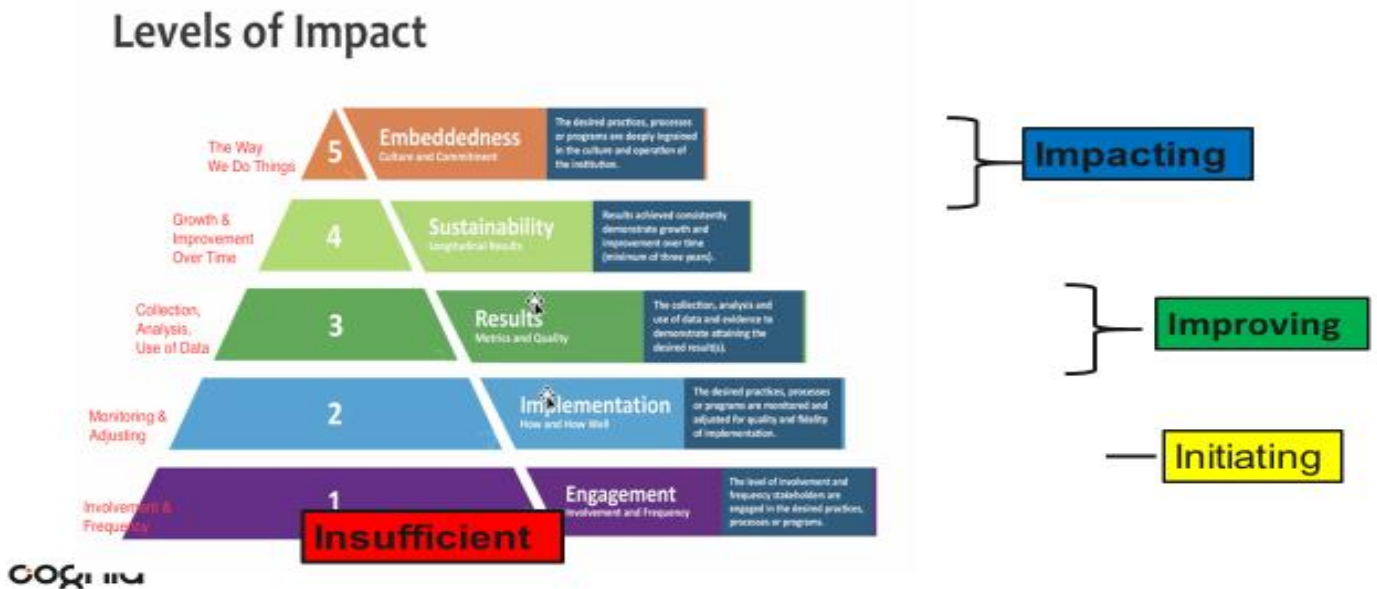 Levels of Impact
The Way
We Do Things
5
Embeddedness
Culture and Commitment
The desired practices, processes
or programs are deeply ingrained
in the culture and operation of
the institution.
Impacting
Growth &
Improvement
Over Time
4
Sustainability
Longitudinal Results
Results achieved consistently
demonstrate growth and
improvement over time
(minimum of three years).
Collection,
Analysis,
Use of Data
3
Results
Metrics and Quality
The collection, analysis and
use of data and evidence to
demonstrate attaining the
desired result(s).
Improving
Monitoring &
Adjusting
2
Implementation
How and How Well
The desired practices, processes
or programs are monitored and
adjusted for quality and fidelity
of implementation.
Initiating
Involvement &
Frequency
1
Engagement
Involvement and Frequency
The level of involvement and
frequency stakeholders are
engaged in the desired practices,
processes or programs.
Insufficient
cognia